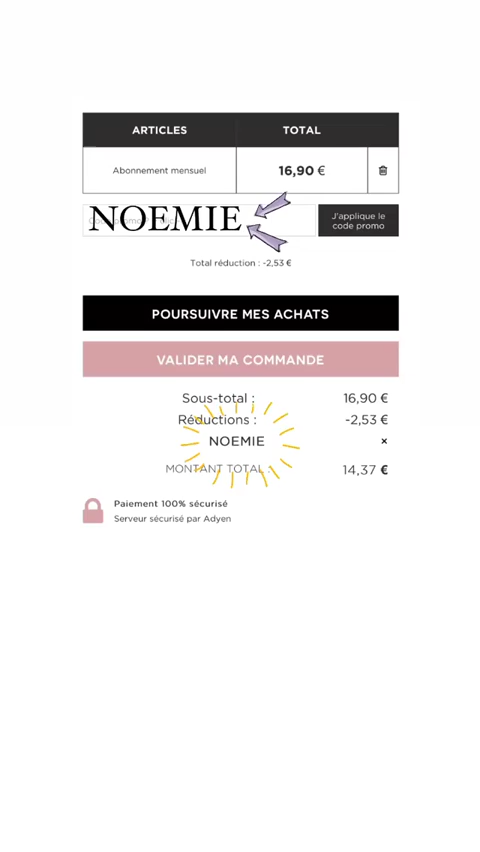 ARTICLES TOTAL
Abonnement mensuel 16,90 €
NOEMIE
J'applique le
code promo
Total réduction : -2,53 €
POURSUIVRE MES ACHATS
VALIDER MA COMMANDE
Sous-total : 16,90 €
Réductions : -2,53 €
NOEMIE ×
MONTANT TOTAL : 14,37 €
Paiement 100% sécurisé
Serveur sécurisé par Adyen